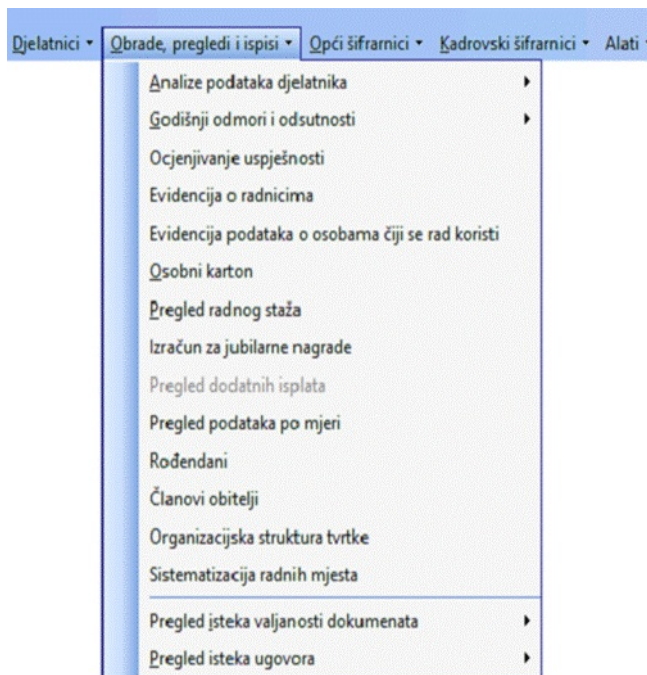 Djelatnici Obrade, pregledi i ispisi Opći šifrarnici Kadrovski šifrarnici Alati
Analize podataka djelatnika
Godišnji odmori i odsutnosti
Ocjenjivanje uspješnosti
Evidencija o radnicima
Evidencija podataka o osobama čiji se rad koristi
Osobni karton
Pregled radnog staža
Izračun za jubilarne nagrade
Pregled dodatnih isplata
Pregled podataka po mjeri
Rođendani
Članovi obitelji
Organizacijska struktura tvrtke
Sistematizacija radnih mjesta
Pregled isteka valjanosti dokumenata
Pregled isteka ugovora